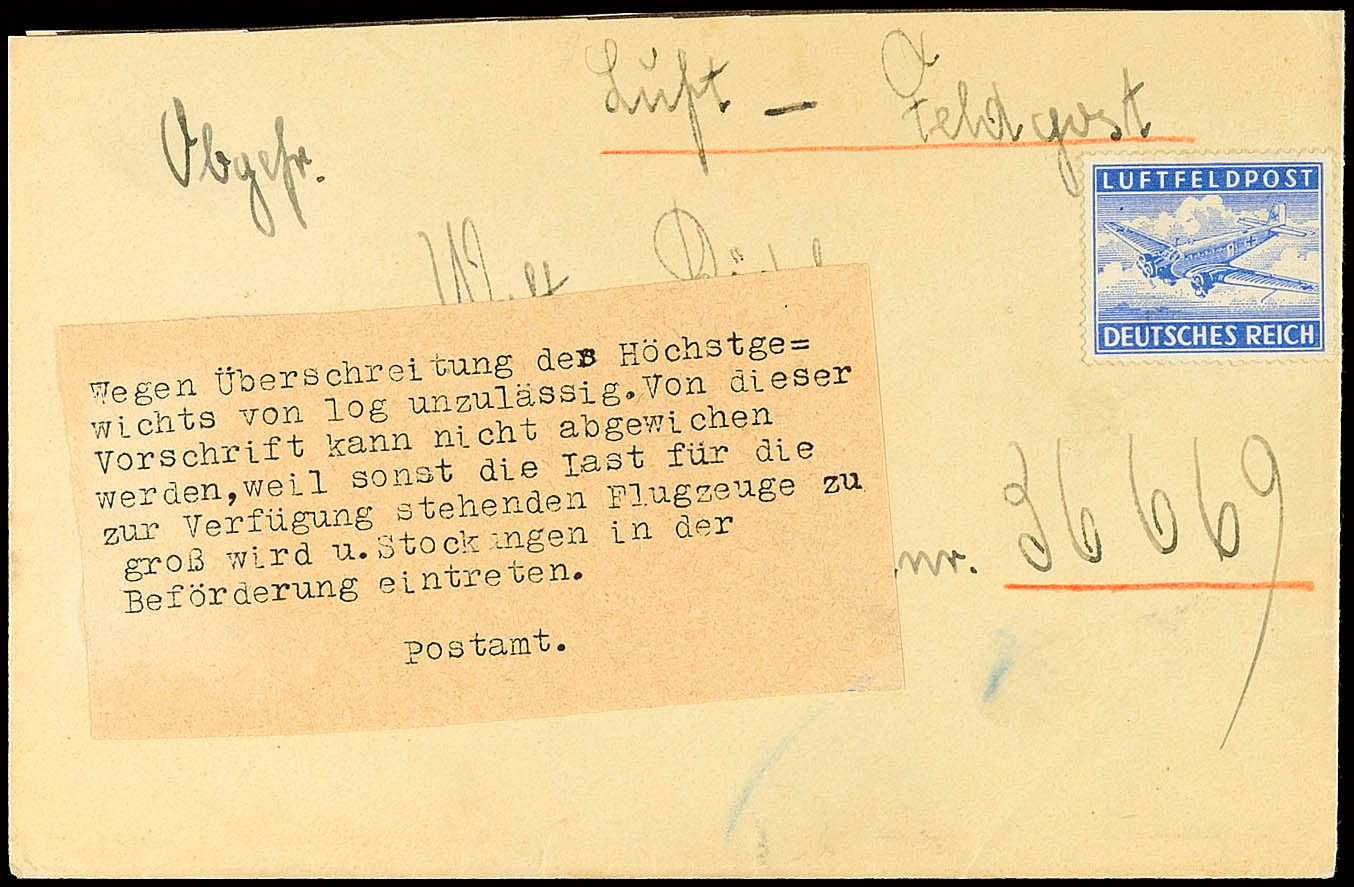 Luft - Feldpost
Obgefr.
LUFTFELDPOST
DEUTSCHES REICH
Wegen Überschreitung des Höchstge=
wichts von log unzulässig.Von dieser
Vorschrift kann nicht abgewichen
werden,weil sonst die Last für die
zur Verfügung stehenden Flugzeuge zu
groß wird u.Stockungen in der
Beförderung eintreten.
Postamt.
nr. 36669